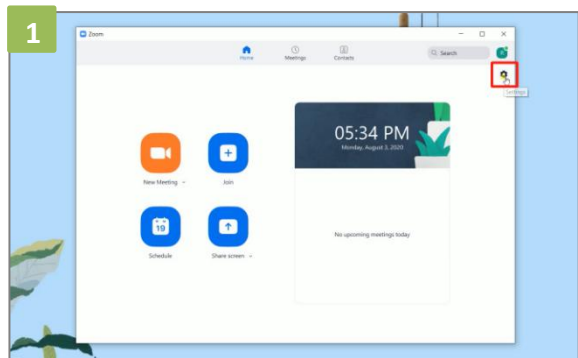 1
Zoom
Home
Meetings
Contacts
Search
Settings
05:34 PM
Monday, August 3, 2020
New Meeting
Join
19
Schedule
Share screen
No upcoming meetings today